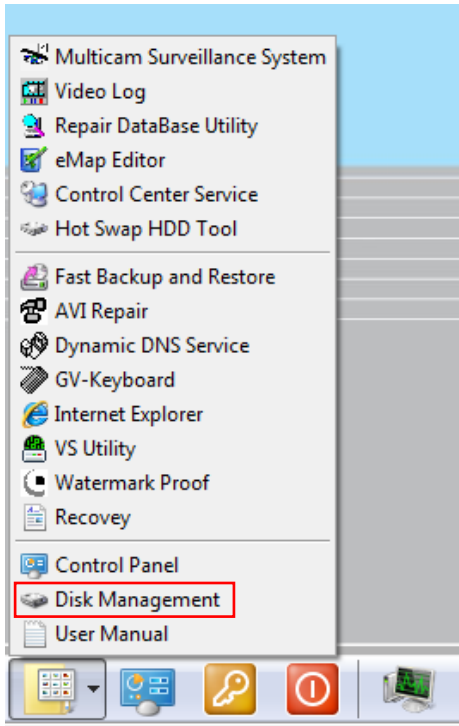 Multicam Surveillance System
Video Log
Repair DataBase Utility
eMap Editor
Control Center Service
Hot Swap HDD Tool
Fast Backup and Restore
AVI Repair
Dynamic DNS Service
GV-Keyboard
Internet Explorer
VS Utility
Watermark Proof
Recovey
Control Panel
Disk Management
User Manual